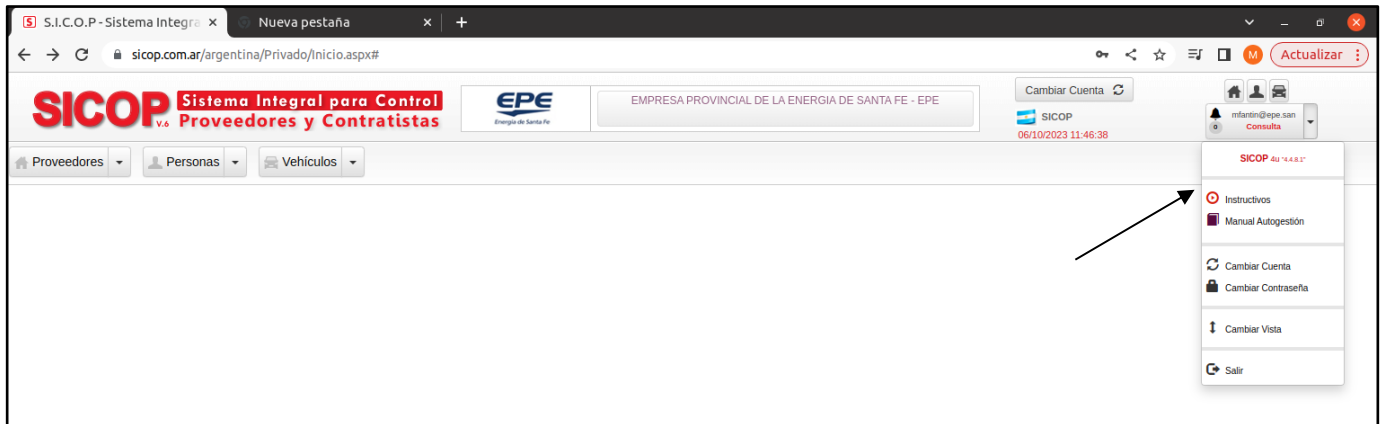 S.I.C.O.P - Sistema Integra
Nueva pestaña
sicop.com.ar/argentina/Privado/Inicio.aspx#
M
Actualizar
SICOP V.6
Sistema Integral para Control
Proveedores y Contratistas
EPE
Energía de Santa Fe
EMPRESA PROVINCIAL DE LA ENERGIA DE SANTA FE - EPE
Cambiar Cuenta
SICOP
06/10/2023 11:46:38
0
mfantin@epe.san
Consulta
Proveedores
Personas
Vehículos
SICOP 4U "4.4.8.1"
Instructivos
Manual Autogestión
Cambiar Cuenta
Cambiar Contraseña
Cambiar Vista
Salir